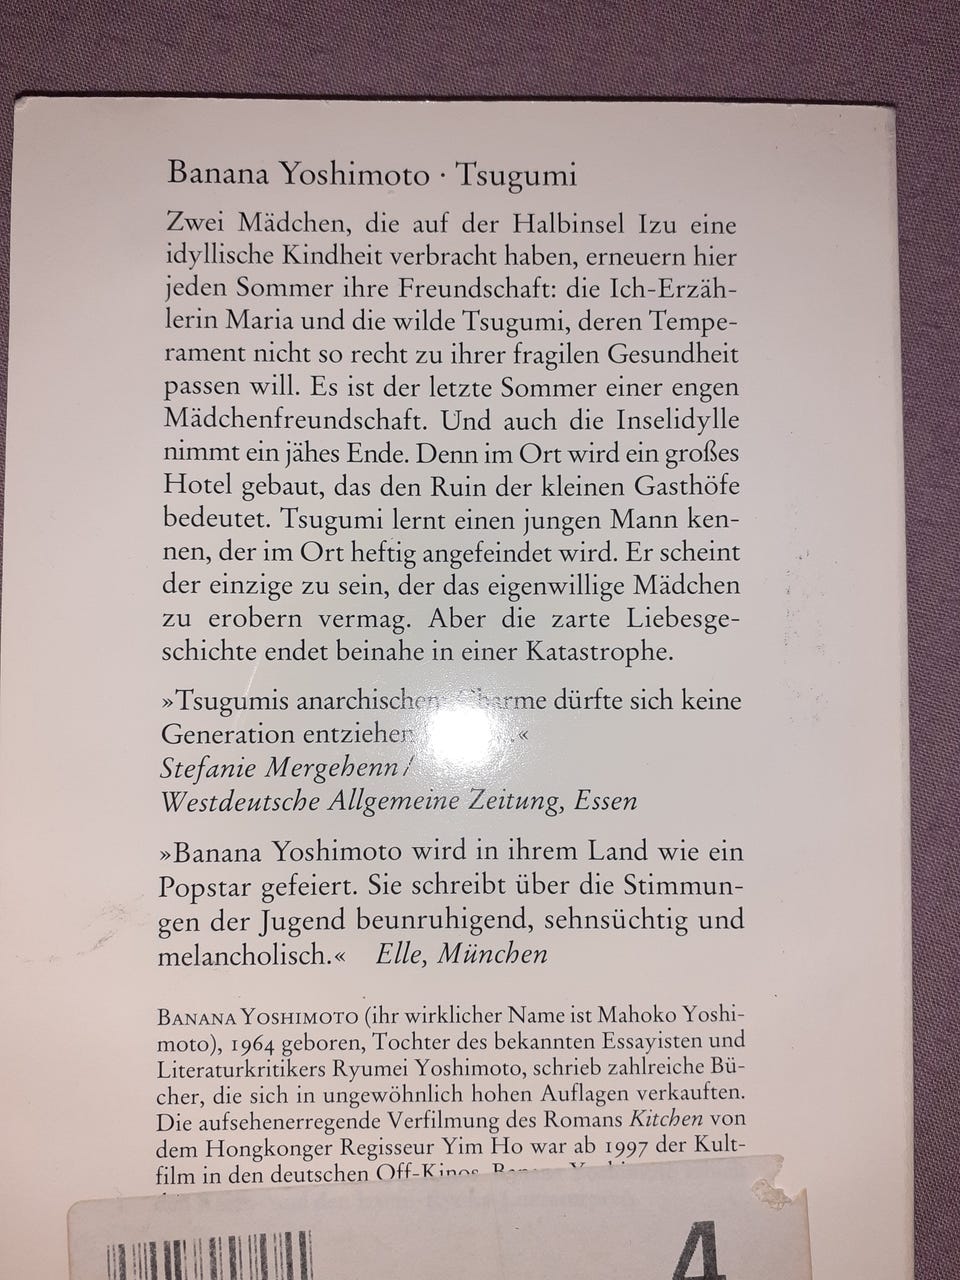 Banana Yoshimoto · Tsugumi
Zwei Mädchen, die auf der Halbinsel Izu eine
idyllische Kindheit verbracht haben, erneuern hier
jeden Sommer ihre Freundschaft: die Ich-Erzäh-
lerin Maria und die wilde Tsugumi, deren Tempe-
rament nicht so recht zu ihrer fragilen Gesundheit
passen will. Es ist der letzte Sommer einer engen
Mädchenfreundschaft. Und auch die Inselidylle
nimmt ein jähes Ende. Denn im Ort wird ein großes
Hotel gebaut, das den Ruin der kleinen Gasthöfe
bedeutet. Tsugumi lernt einen jungen Mann ken-
nen, der im Ort heftig angefeindet wird. Er scheint
der einzige zu sein, der das eigenwillige Mädchen
zu erobern vermag. Aber die zarte Liebesge-
schichte endet beinahe in einer Katastrophe.
»Tsugumis anarchischem Charme dürfte sich keine
Generation entziehen .«
Stefanie Mergehenn /
Westdeutsche Allgemeine Zeitung, Essen
»Banana Yoshimoto wird in ihrem Land wie ein
Popstar gefeiert. Sie schreibt über die Stimmun-
gen der Jugend beunruhigend, sehnsüchtig und
melancholisch.« Elle, München
BANANA YOSHIMOTO (ihr wirklicher Name ist Mahoko Yoshi-
moto), 1964 geboren, Tochter des bekannten Essayisten und
Literaturkritikers Ryumei Yoshimoto, schrieb zahlreiche Bü-
cher, die sich in ungewöhnlich hohen Auflagen verkauften.
Die aufsehenerregende Verfilmung des Romans Kitchen von
dem Hongkonger Regisseur Yim Ho war ab 1997 der Kult-
film in den deutschen Off-Kinos. Banana
4